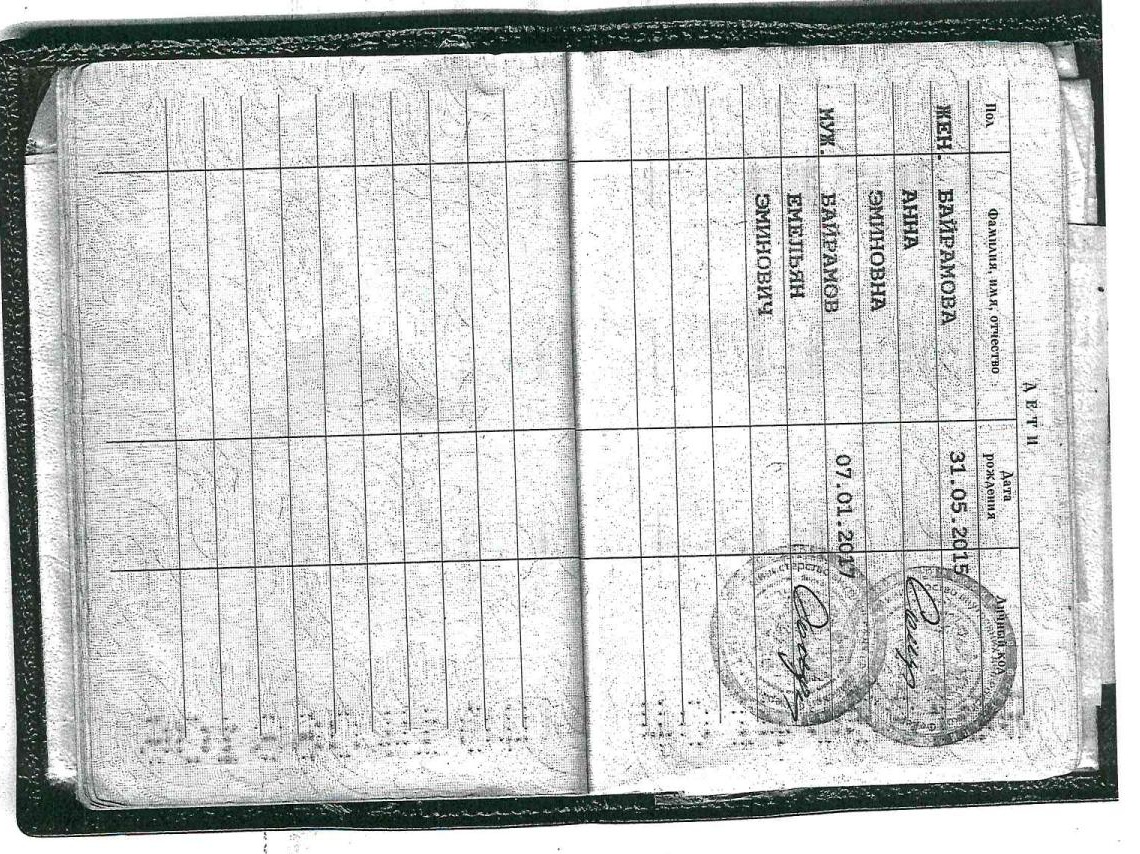 ДЕТИ
Пол Фамилия, имя, отчество Дата рождения Личный код
ЖЕН. БАЙРАМОВА 31.05.2015
АННА
ЭМИНОВНА
МУЖ. БАЙРАМОВ 07.01.2017
ЕМЕЛЬЯН
ЭМИНОВИЧ